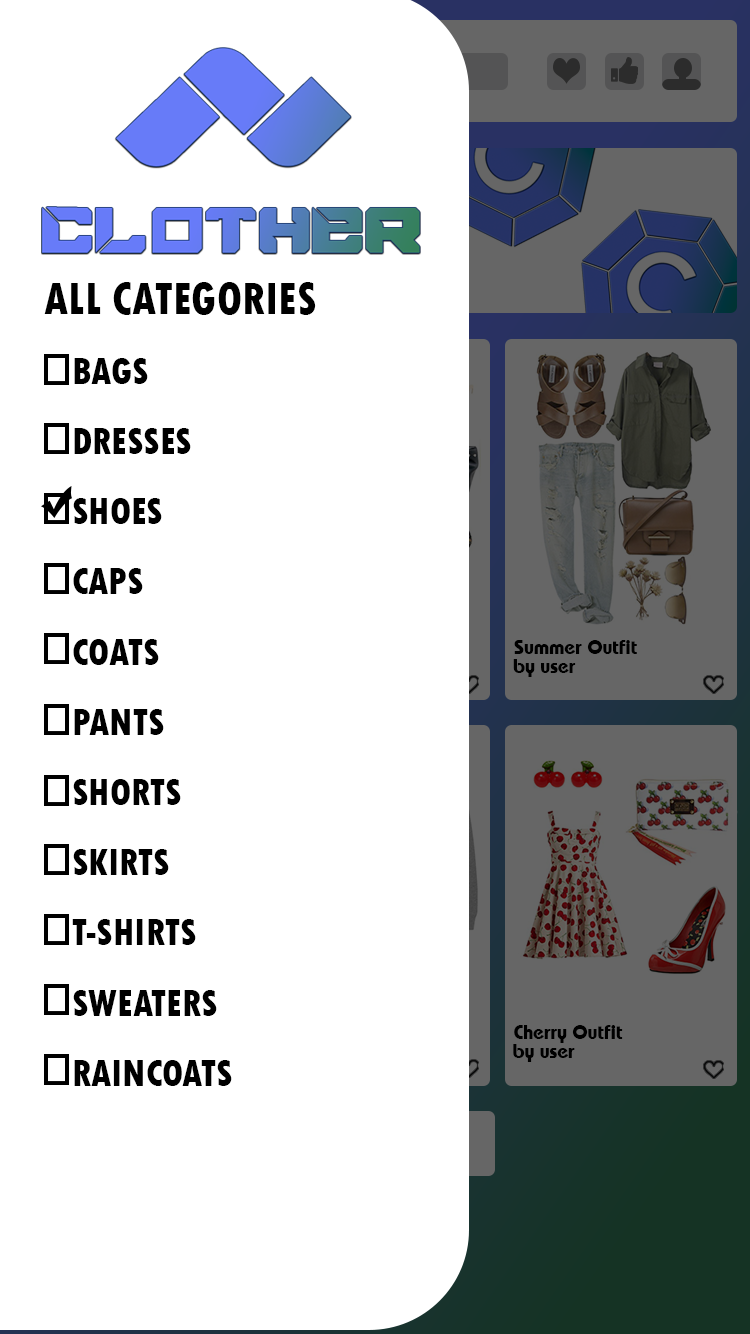 CLOTHER
ALL CATEGORIES
BAGS
DRESSES
SHOES
CAPS
COATS
PANTS
SHORTS
SKIRTS
T-SHIRTS
SWEATERS
RAINCOATS
C
C
Summer Outfit
by user
Cherry Outfit
by user